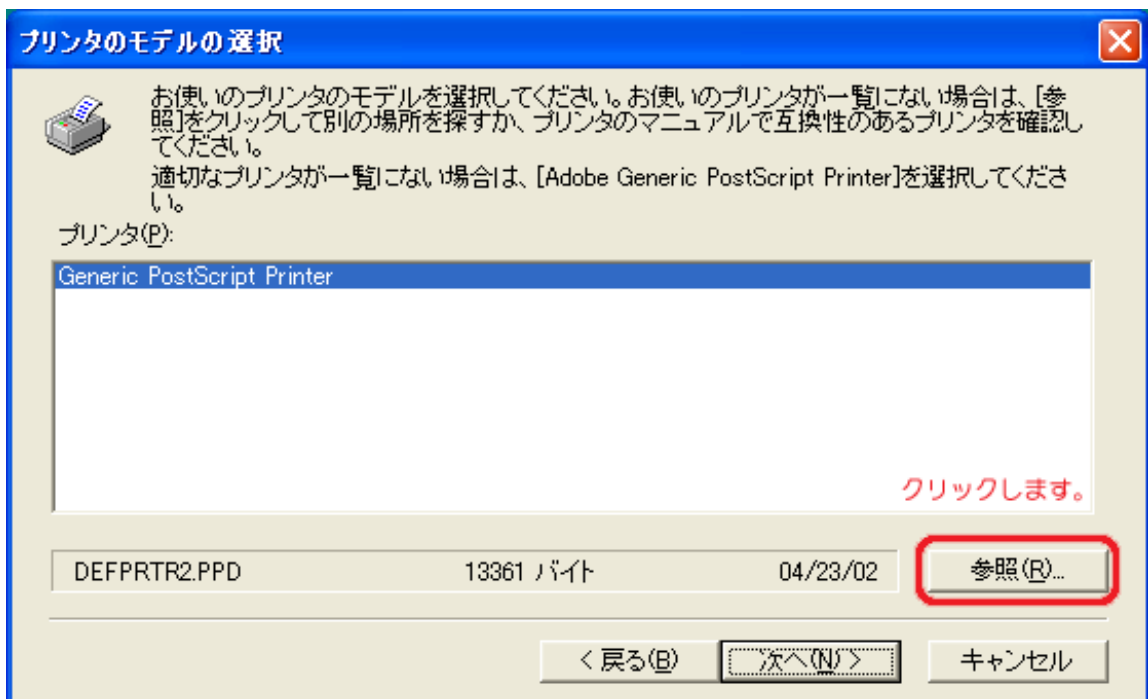 プリンタのモデルの選択
お使いのプリンタのモデルを選択してください。お使いのプリンタが一覧にない場合は、[参
照]をクリックして別の場所を探すか、プリンタのマニュアルで互換性のあるプリンタを確認し
てください。
適切なプリンタが一覧にない場合は、[Adobe Generic PostScript Printer]を選択してくださ
い。
プリンタ(P):
Generic PostScript Printer
クリックします。
DEFPRTR2.PPD 13361 バイト 04/23/02 参照(R)...
< 戻る(B) 次へ(N) > キャンセル